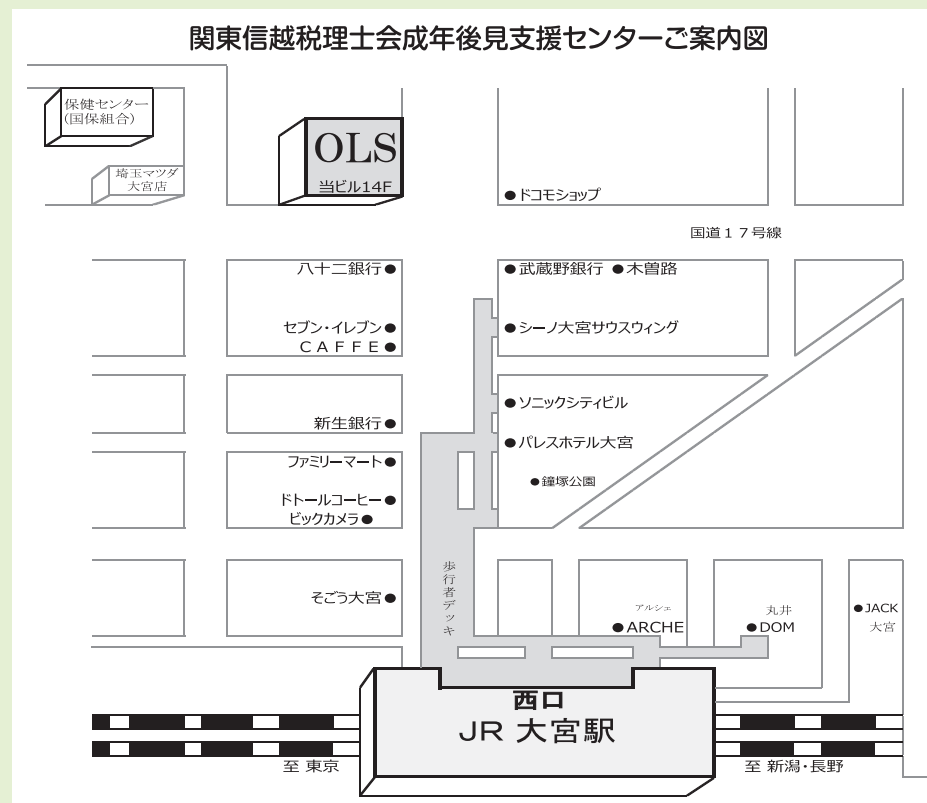 関東信越税理士会成年後見支援センターご案内図
保健センター
(国保組合)
OLS
当ビル14F
埼玉マツダ
大宮店
ドコモショップ
国道17号線
八十二銀行
武蔵野銀行
木曽路
セブン・イレブン
シーノ大宮サウスウィング
CAFFE
ソニックシティビル
新生銀行
パレスホテル大宮
ファミリーマート
鐘塚公園
ドトールコーヒー
ビックカメラ
歩行者デッキ
そごう大宮
アルシェ
ARCHE
丸井
DOM
JACK
大宮
西口
JR 大宮駅
至 東京
至 新潟・長野